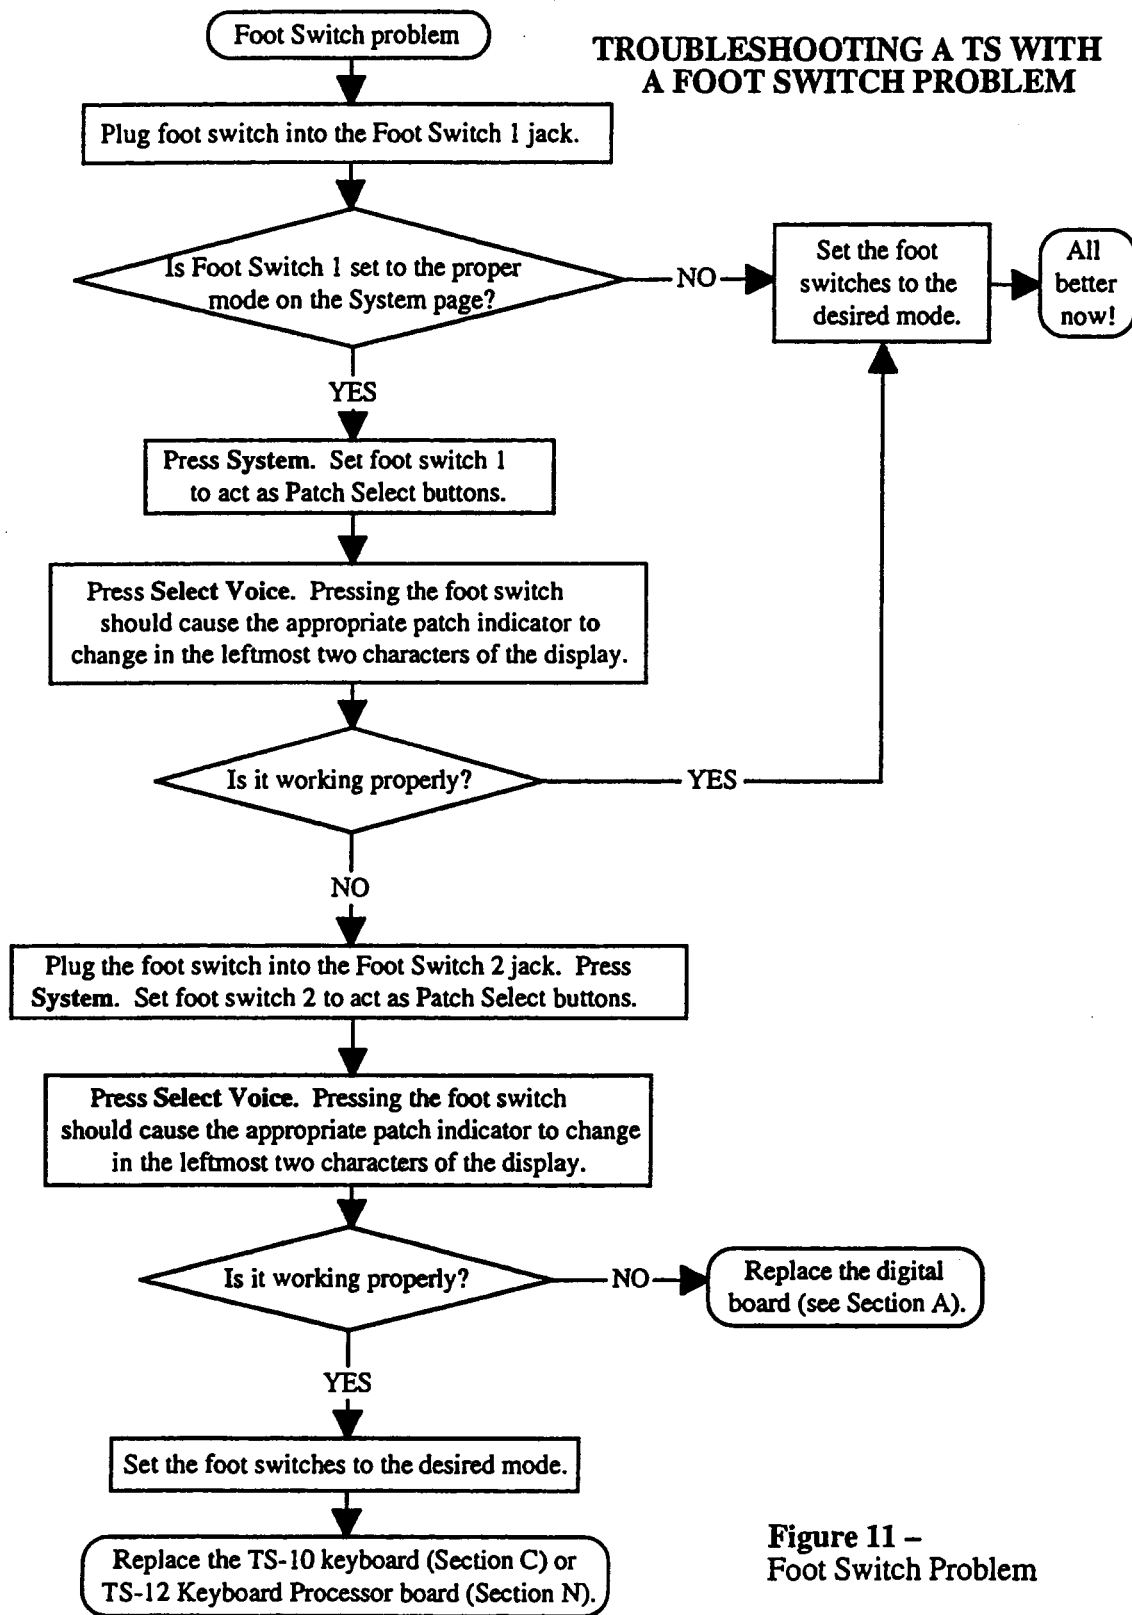 Foot Switch problem
TROUBLESHOOTING A TS WITH
A FOOT SWITCH PROBLEM
Plug foot switch into the Foot Switch 1 jack.
Is Foot Switch 1 set to the proper
mode on the System page?
NO
Set the foot
switches to the
desired mode.
All
better
now!
YES
Press System. Set foot switch 1
to act as Patch Select buttons.
Press Select Voice. Pressing the foot switch
should cause the appropriate patch indicator to
change in the leftmost two characters of the display.
Is it working properly?
YES
NO
Plug the foot switch into the Foot Switch 2 jack. Press
System. Set foot switch 2 to act as Patch Select buttons.
Press Select Voice. Pressing the foot switch
should cause the appropriate patch indicator to change
in the leftmost two characters of the display.
Is it working properly?
NO
Replace the digital
board (see Section A).
YES
Set the foot switches to the desired mode.
Replace the TS-10 keyboard (Section C) or
TS-12 Keyboard Processor board (Section N).
Figure 11 –
Foot Switch Problem